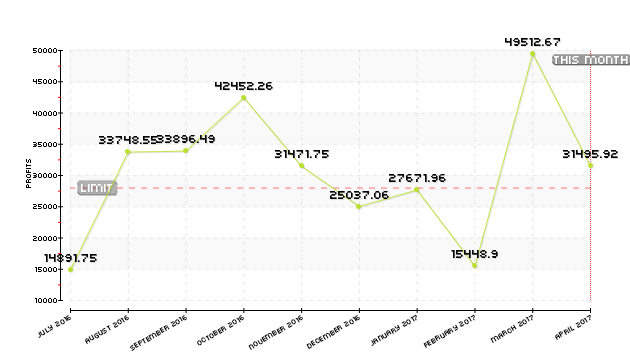 49512.67
50000
THIS MONTH
45000
42452.26
40000
33748.55
33896.49
35000
31471.75
31495.92
30000
27671.96
LIMIT
25037.06
25000
20000
15448.9
14891.75
15000
10000
PROFITS
JULY 2016
AUGUST 2016
SEPTEMBER 2016
OCTOBER 2016
NOVEMBER 2016
DECEMBER 2016
JANUARY 2017
FEBRUARY 2017
MARCH 2017
APRIL 2017